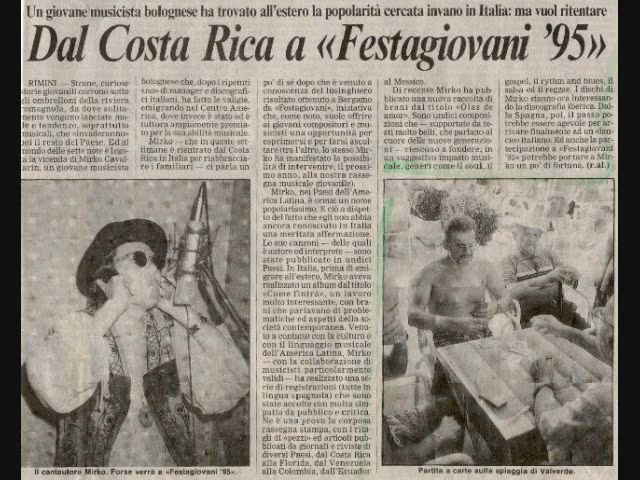 Un giovane musicista bolognese ha trovato all'estero la popolarità cercata invano in Italia: ma vuol ritentare
Dal Costa Rica a «Festagiovani '95»
RIMINI — Strane, curiose
storie giovanili corrono sotto
gli ombrelloni della riviera
romagnola, da dove solita-
mente vengono lanciate mo-
de e tendenze, soprattutto
musicali, che «invaderanno»
poi il resto del Paese. Ed al
mondo delle sette note è lega-
ta la vicenda di Mirko Caval-
larin, un giovane musicista
bolognese che, dopo i ripetuti
«no» di manager e discografi-
ci italiani, ha fatto le valigie,
emigrando nel Centro Ame-
rica, dove invece è stato ed è
tuttora ampiamente premia-
to per la sua abilità musicale.
Mirko — che in queste set-
timane è rientrato dal Costa
Rica in Italia per riabbraccia-
re i familiari — ci parla un
po' di sé dopo che è venuto a
conoscenza del lusinghiero
risultato ottenuto a Bergamo
da «Festagiovani», iniziativa
che, come noto, vuole offrire
ai giovani compositori e mu-
sicisti una opportunità per
esprimersi e per farsi ascol-
tare (tra l'altro, lo stesso Mir-
ko ha manifestato la possibi-
lità di intervenire, il prossi-
mo anno, alla nostra rasse-
gna musicale giovanile).
Mirko, nei Paesi dell'Ame-
rica Latina, è ormai un nome
popolarissimo. E ciò a dispet-
to del fatto che egli non abbia
ancora conosciuto in Italia
una meritata affermazione.
Le sue canzoni — delle quali
è autore ed interprete — sono
state pubblicate in undici
Paesi. In Italia, prima di emi-
grare all'estero, Mirko aveva
realizzato un album dal titolo
«Come finirà», un lavoro
molto interessante, con bra-
ni che parlavano di problema-
tiche ed aspetti della so-
cietà contemporanea. Venu-
to a contatto con la cultura e
con il linguaggio musicale
dell'America Latina, Mirko
— con la collaborazione di
musicisti particolarmente
validi — ha realizzato una se-
rie di registrazioni (tutte in
lingua spagnola) che sono
state accolte con molta sim-
patia da pubblico e critica.
Ne è una prova la corposa
rassegna stampa, con i rita-
gli di «pezzi» ed articoli pub-
blicati da giornali e riviste di
diversi Paesi, dal Costa Rica
alla Florida, del Venezuela
alla Colombia, dall'Ecuador
al Messico.
Di recente Mirko ha pub-
blicato una nuova raccolta di
brani dal titolo «Olas de
amor». Sono undici composi-
zioni che — supportate da te-
sti molto belli, che parlano al
cuore delle nuove generazio-
ni — riescono a fondere, in
un suggestivo impasto musi-
cale, generi come il soul, il
gospel, il rythm and blues, il
salsa ed il reggae. I dischi di
Mirko stanno ora interessan-
do la discografia iberica. Dal-
la Spagna, poi, il passo po-
trebbe essere agevole per ar-
rivare finalmente ad un «lan-
cio» italiano. Ed anche la par-
tecipazione a «Festagiovani
'95» potrebbe portare a Mir-
ko un po' di fortuna. (r.al.)
Il cantautore Mirko. Forse verrà a «Festagiovani '95».
Partita a carte sulla spiaggia di Valverde.